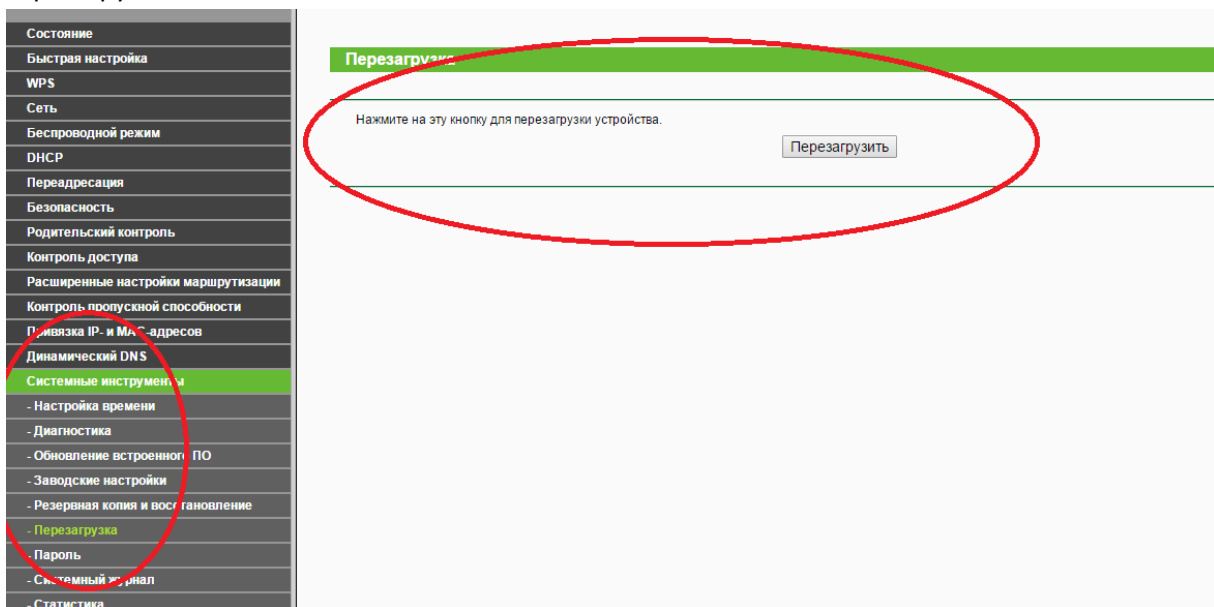 Состояние
Быстрая настройка
WPS
Сеть
Беспроводной режим
DHCP
Переадресация
Безопасность
Родительский контроль
Контроль доступа
Расширенные настройки маршрутизации
Контроль пропускной способности
Привязка IP- и MAC-адресов
Динамический DNS
Системные инструменты
- Настройка времени
- Диагностика
- Обновление встроенного ПО
- Заводские настройки
- Резервная копия и восстановление
- Перезагрузка
- Пароль
- Системный журнал
- Статистика
Перезагрузка
Нажмите на эту кнопку для перезагрузки устройства.
Перезагрузить